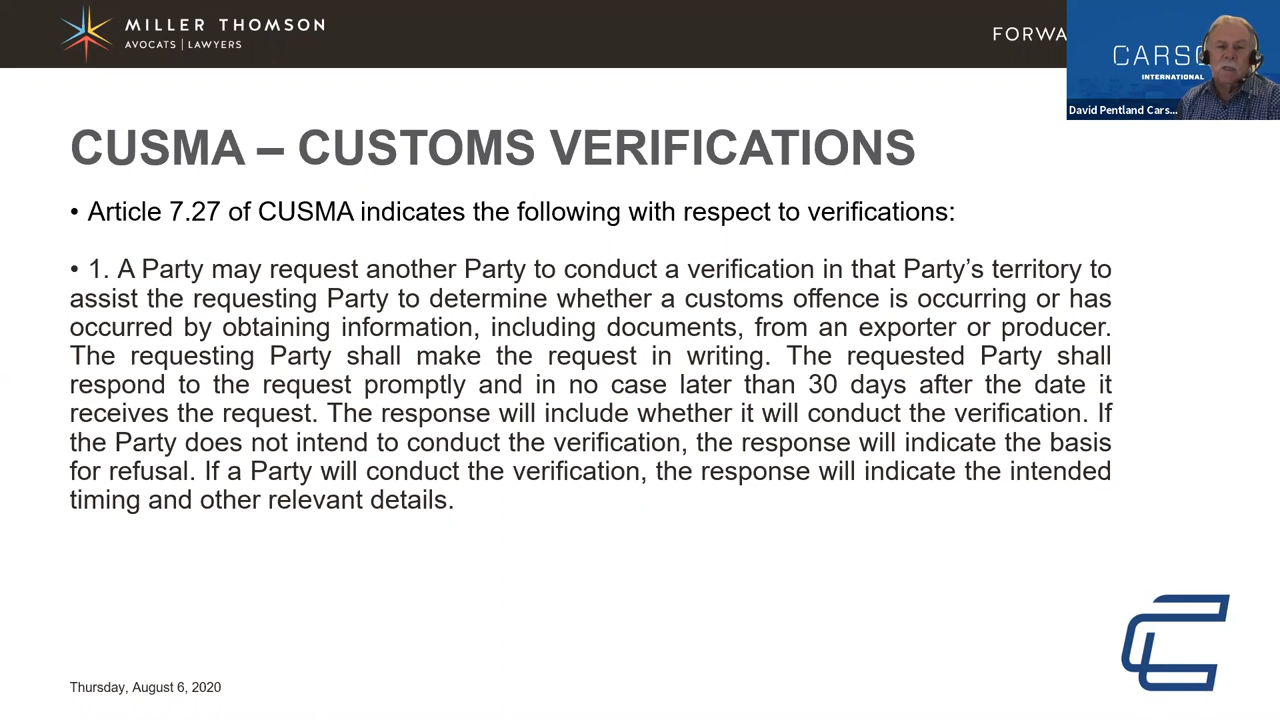 MILLER THOMSON
AVOCATS | LAWYERS
FORWA
CARS
INTERNATIONAL
David Pentland Cars...
CUSMA – CUSTOMS VERIFICATIONS
• Article 7.27 of CUSMA indicates the following with respect to verifications:
• 1. A Party may request another Party to conduct a verification in that Party’s territory to
assist the requesting Party to determine whether a customs offence is occurring or has
occurred by obtaining information, including documents, from an exporter or producer.
The requesting Party shall make the request in writing. The requested Party shall
respond to the request promptly and in no case later than 30 days after the date it
receives the request. The response will include whether it will conduct the verification. If
the Party does not intend to conduct the verification, the response will indicate the basis
for refusal. If a Party will conduct the verification, the response will indicate the intended
timing and other relevant details.
Thursday, August 6, 2020